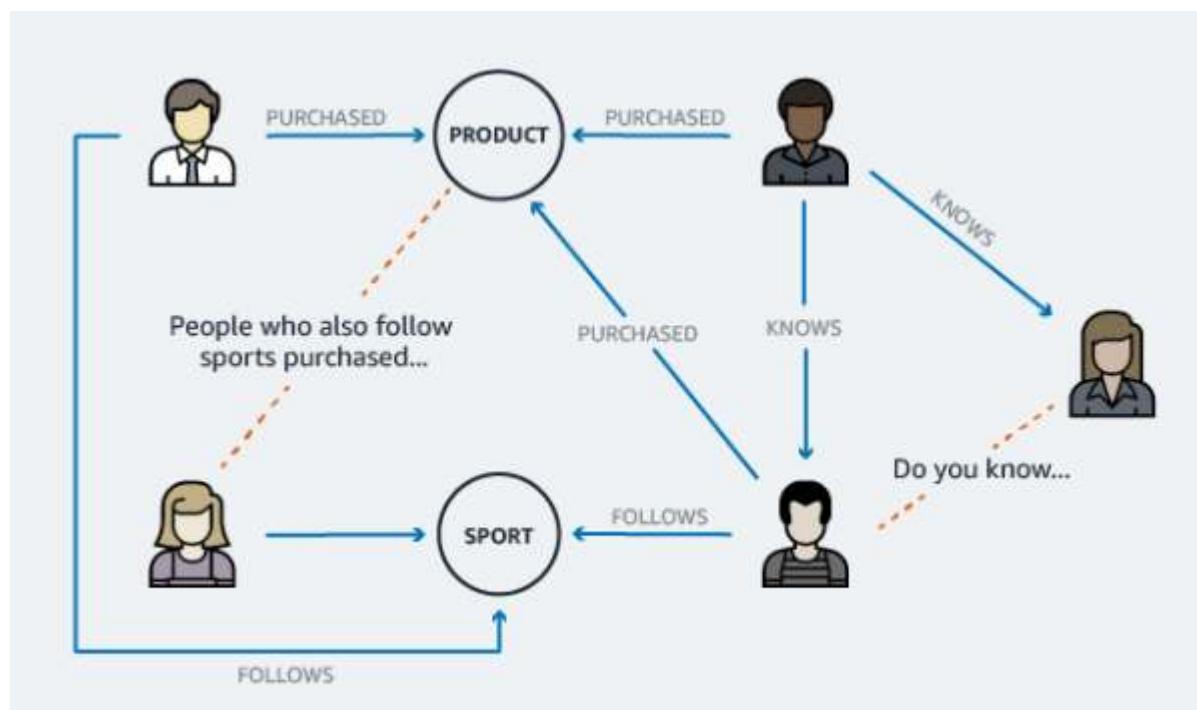 PURCHASED
PRODUCT
PURCHASED
KNOWS
People who also follow
sports purchased...
PURCHASED
KNOWS
Do you know...
SPORT
FOLLOWS
FOLLOWS